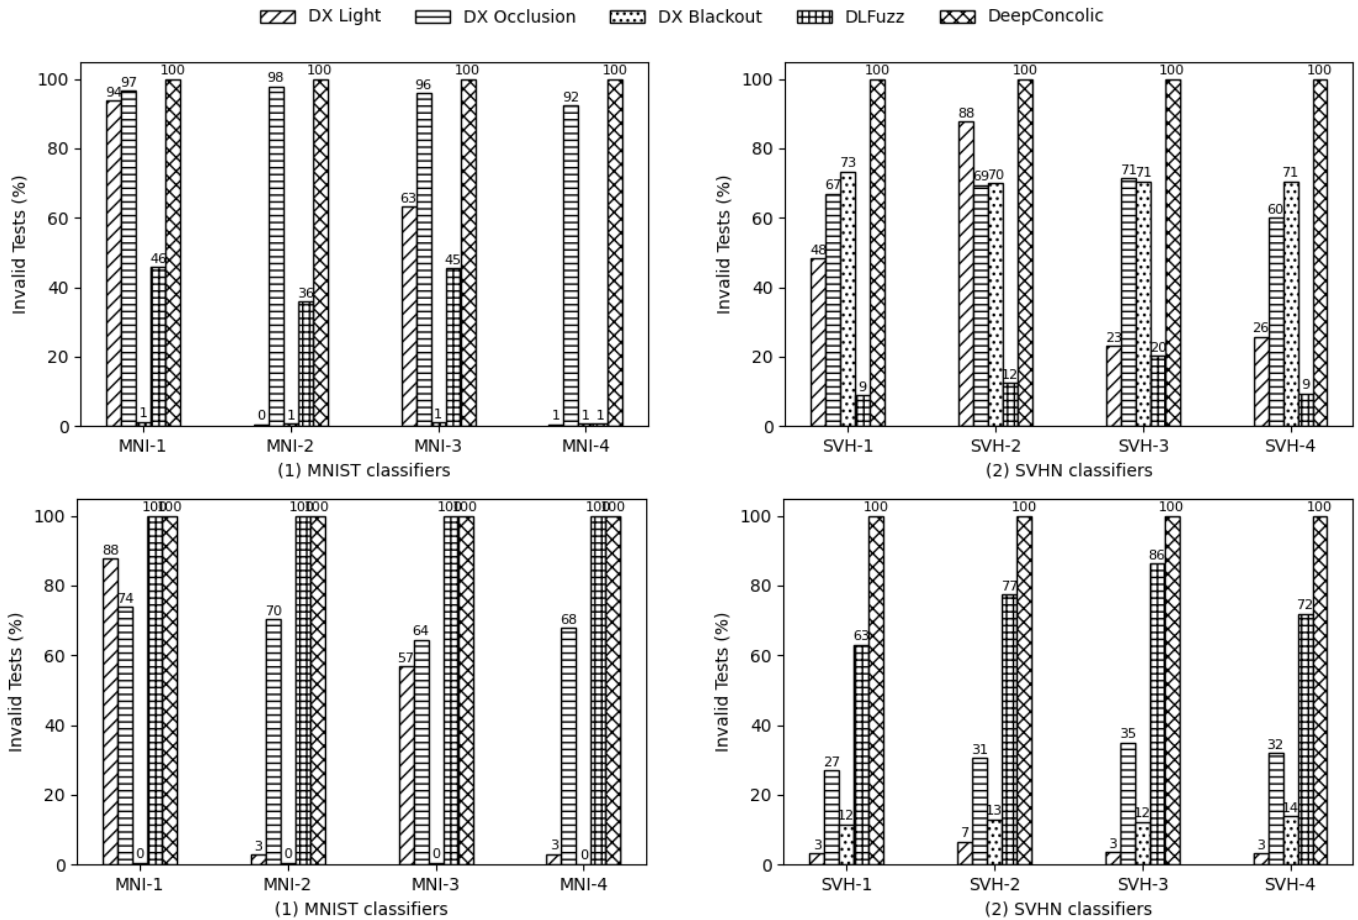 DX Light DX Occlusion DX Blackout DLFuzz DeepConcolic
Invalid Tests (%)
100
80
60
40
20
0
94 97 1 46 100
0 98 1 36 100
63 96 1 45 100
1 92 1 1 100
MNI-1 MNI-2 MNI-3 MNI-4
(1) MNIST classifiers
Invalid Tests (%)
100
80
60
40
20
0
48 67 73 9 100
88 69 70 12 100
23 71 71 20 100
26 60 71 9 100
SVH-1 SVH-2 SVH-3 SVH-4
(2) SVHN classifiers
Invalid Tests (%)
100
80
60
40
20
0
88 74 0 100 100
3 70 0 100 100
57 64 0 100 100
3 68 0 100 100
MNI-1 MNI-2 MNI-3 MNI-4
(1) MNIST classifiers
Invalid Tests (%)
100
80
60
40
20
0
3 27 12 63 100
7 31 13 77 100
3 35 12 86 100
3 32 14 72 100
SVH-1 SVH-2 SVH-3 SVH-4
(2) SVHN classifiers